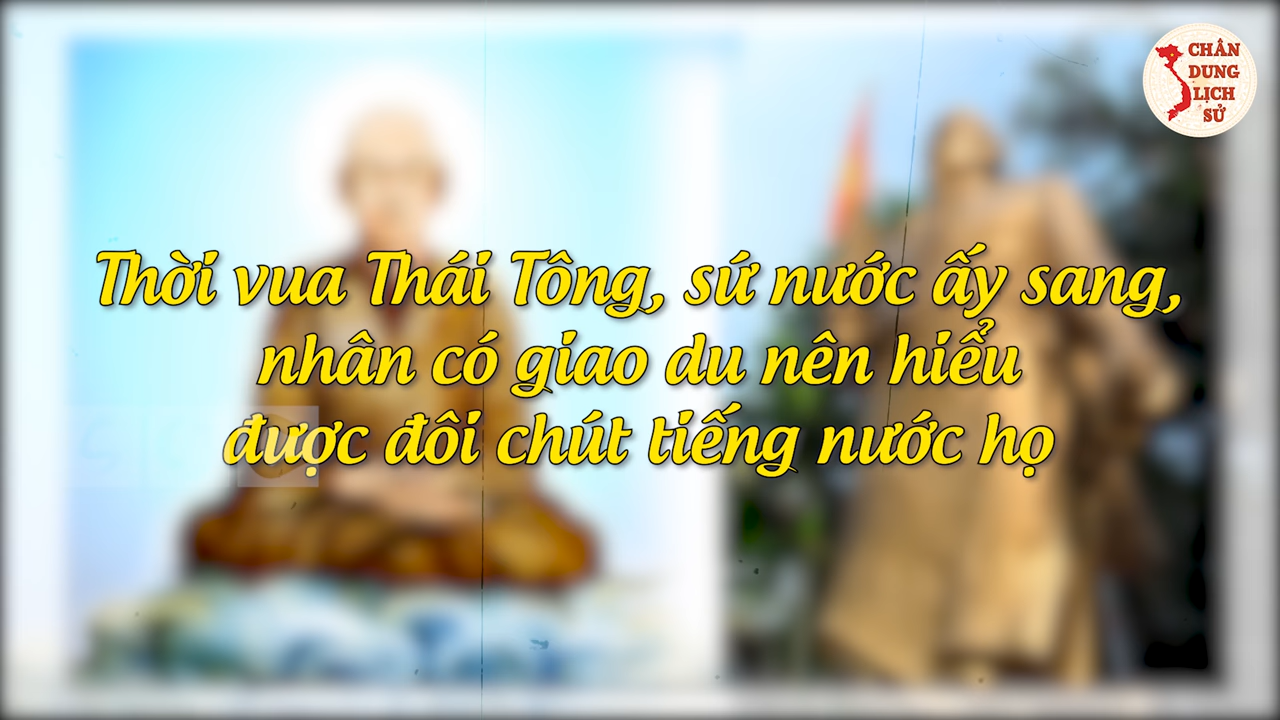 CHÂN
DUNG
LỊCH
SỬ
Thời vua Thái Tông, sứ nước ấy sang,
nhân có giao du nên hiểu
được đôi chút tiếng nước họ